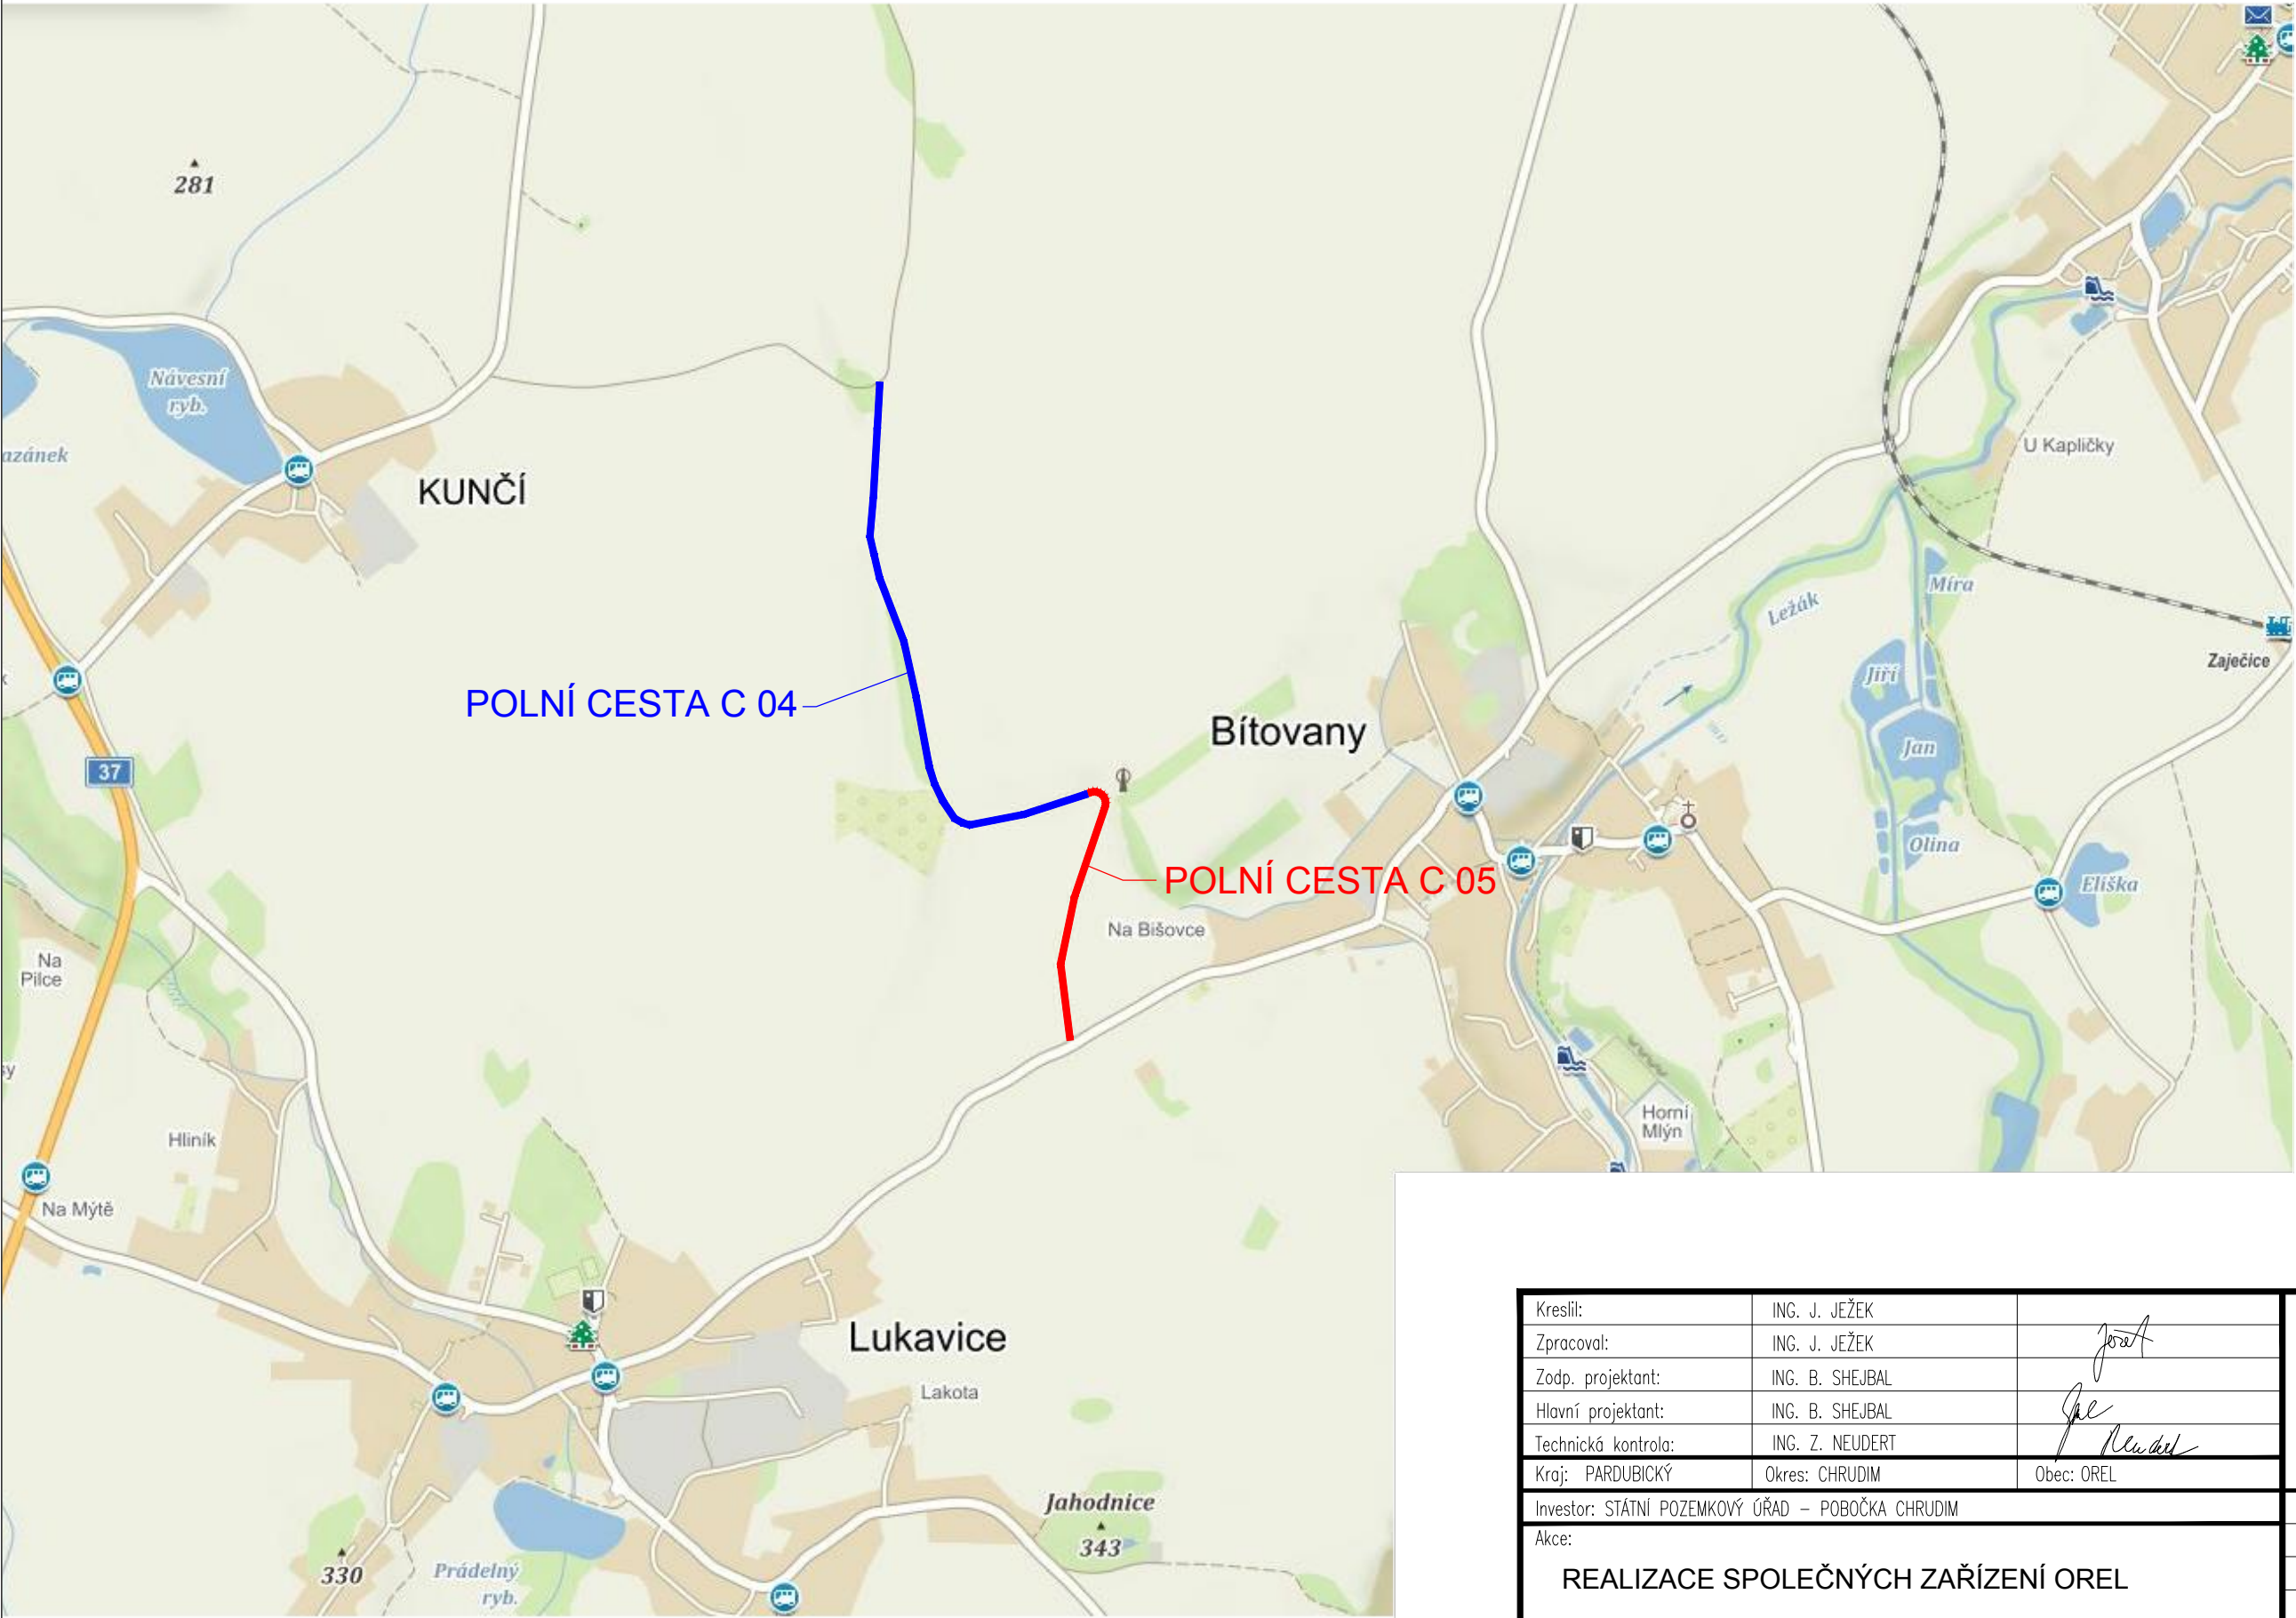 281
Návesní
ryb.
azánek
KUNČÍ
U Kapličky
Míra
Ležák
Zaječice
Jiří
POLNÍ CESTA C 04
Bítovany
Jan
37
Olina
Eliška
POLNÍ CESTA C 05
Na Bišovce
Na
Pilce
sy
Horní
Mlýn
Hliník
Na Mýtě
Lukavice
Lakota
Jahodnice
343
330
Prádelný
ryb.
Kreslil: ING. J. JEŽEK
Zpracoval: ING. J. JEŽEK
Zodp. projektant: ING. B. SHEJBAL
Hlavní projektant: ING. B. SHEJBAL
Technická kontrola: ING. Z. NEUDERT
Kraj: PARDUBICKÝ Okres: CHRUDIM Obec: OREL
Investor: STÁTNÍ POZEMKOVÝ ÚŘAD – POBOČKA CHRUDIM
Akce:
REALIZACE SPOLEČNÝCH ZAŘÍZENÍ OREL